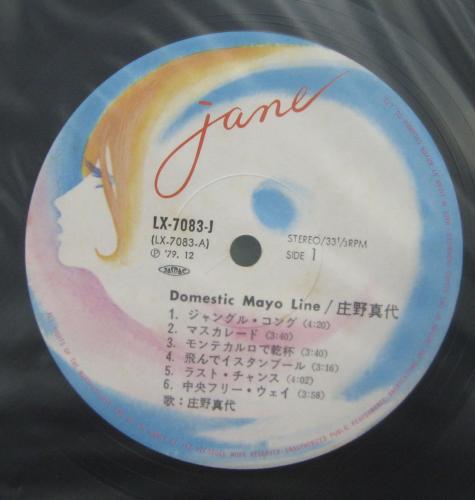 jane
LX-7083-J
(LX-7083-A)
Ⓟ '79. 12
STEREO/33 1/3 RPM
SIDE 1
Domestic Mayo Line/庄野真代
1. ジャングル・コング (4:20)
2. マスカレード (3:40)
3. モンテカルロで乾杯 (3:40)
4. 飛んでイスタンブール (3:16)
5. ラスト・チャンス (4:02)
6. 中央フリー・ウェイ (3:58)
歌：庄野真代